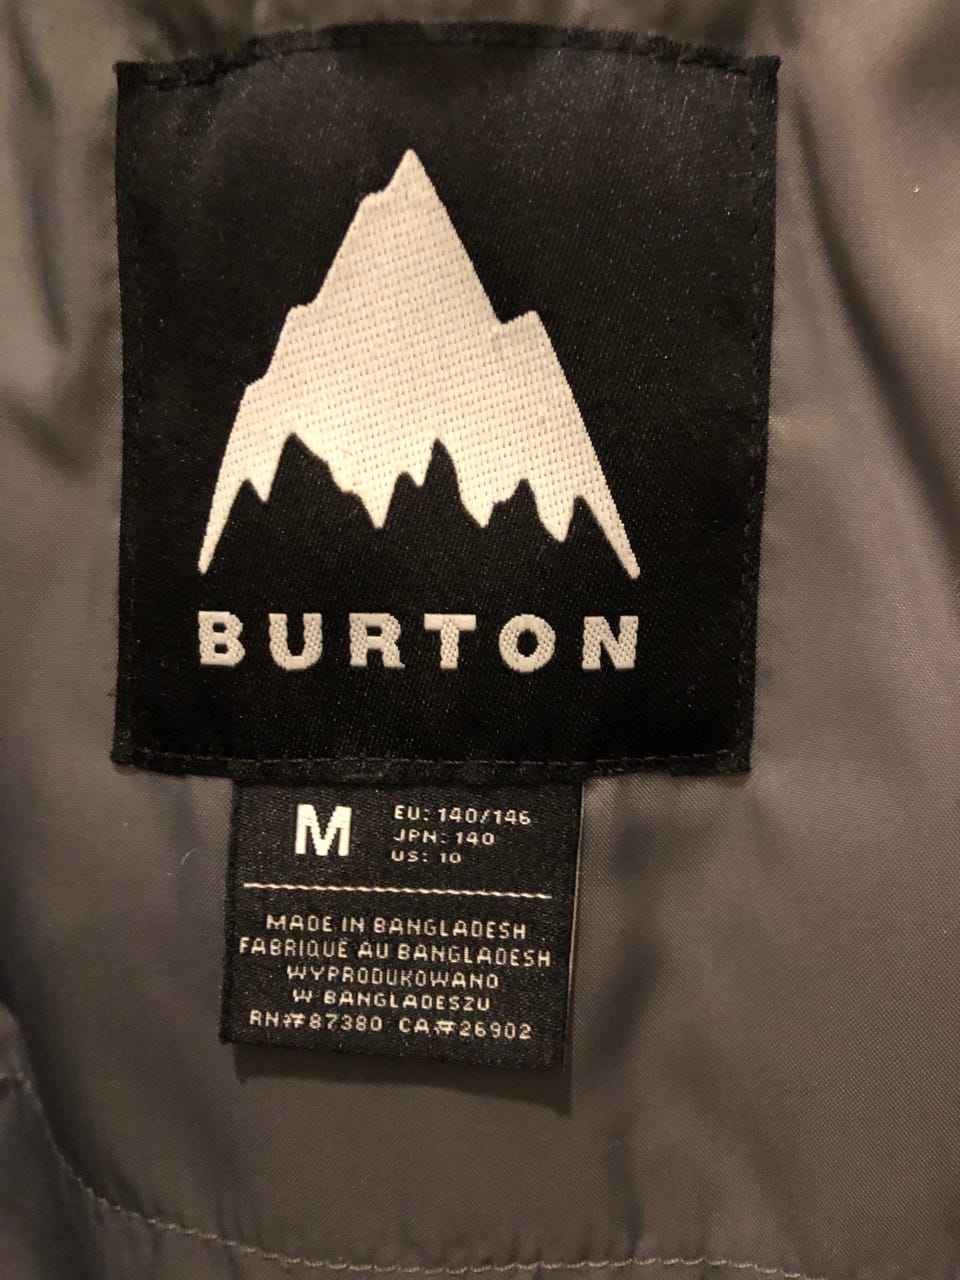 BURTON
M
EU: 140/146
JPN: 140
US: 10
MADE IN BANGLADESH
FABRIQUE AU BANGLADESH
WYPRODUKOWANO
W BANGLADESZU
RN#87380 CA#26902